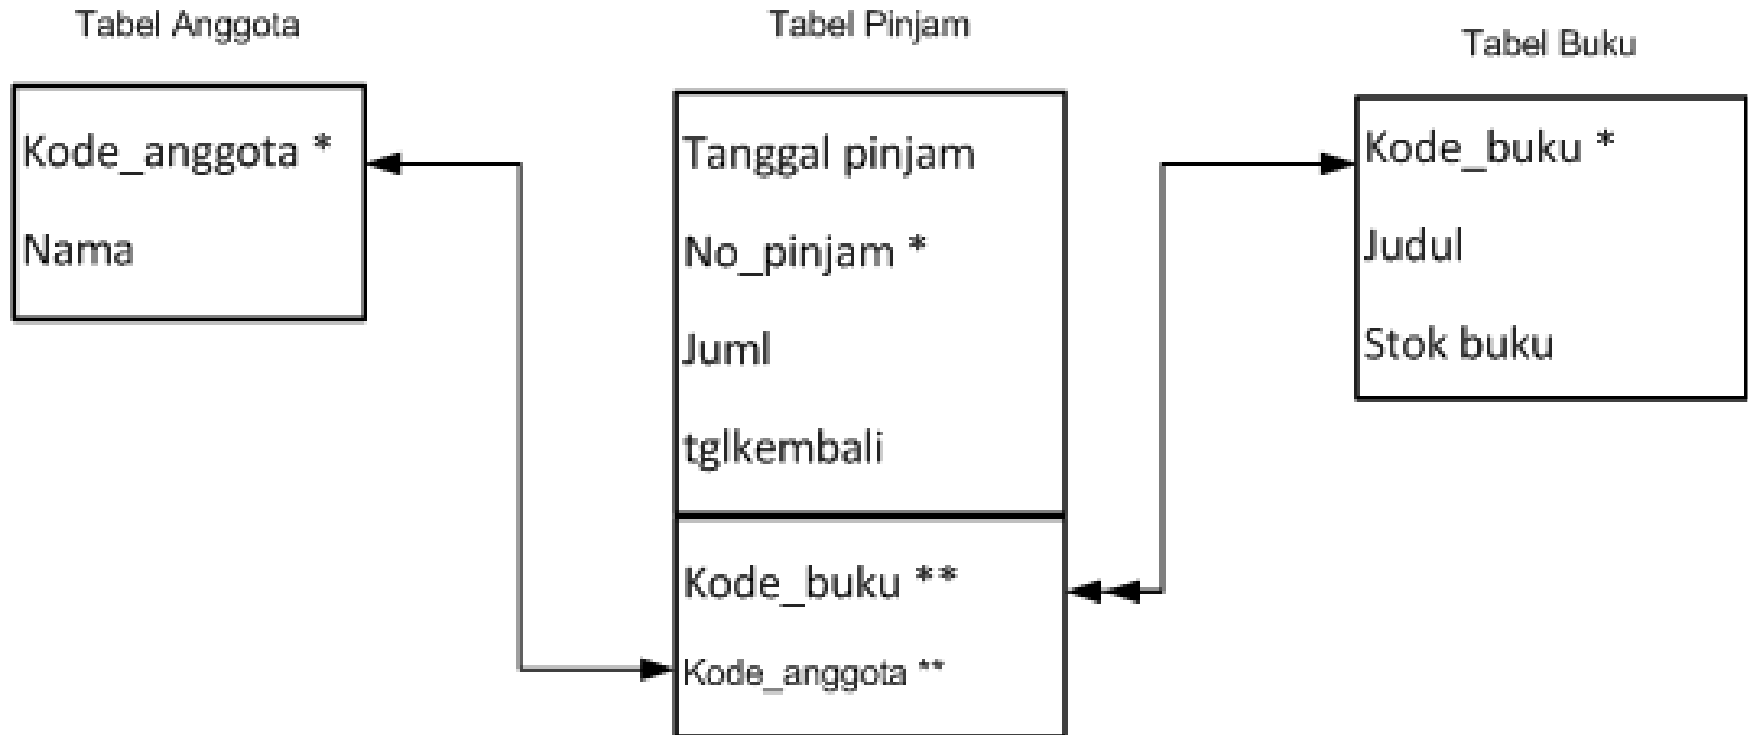 Tabel Anggota
Kode_anggota *
Nama
Tabel Pinjam
Tanggal pinjam
No_pinjam *
Juml
tglkembali
Kode_buku **
Kode_anggota **
Tabel Buku
Kode_buku *
Judul
Stok buku